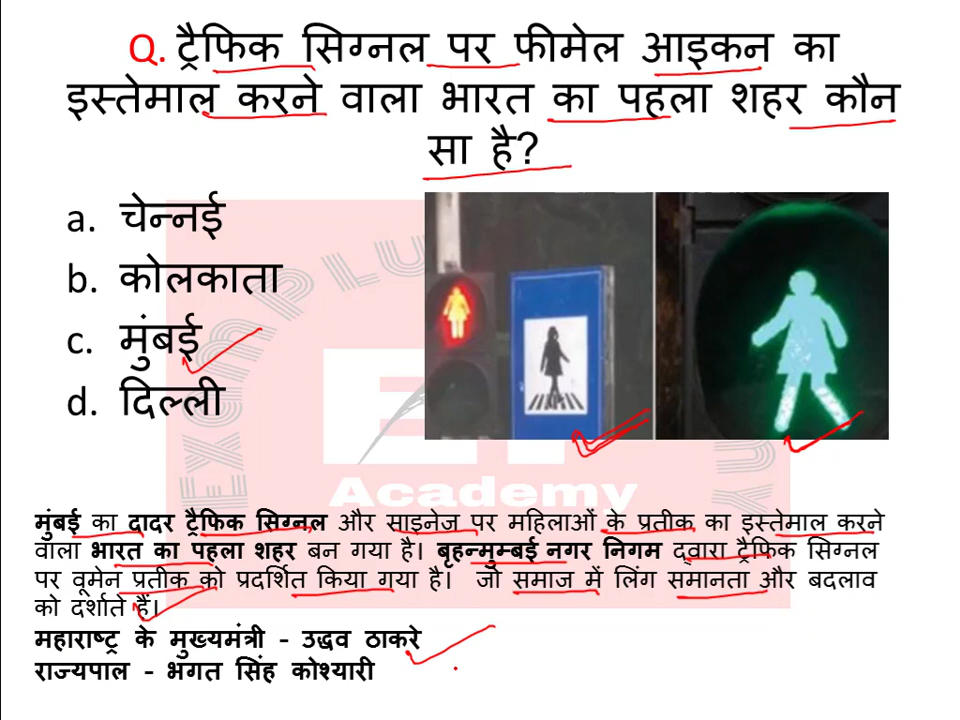 Q. ट्रैफिक सिग्नल पर फीमेल आइकन का
इस्तेमाल करने वाला भारत का पहला शहर कौन
सा है?
a. चेन्नई
b. कोलकाता
c. मुंबई
d. दिल्ली
EXAMPLUS
Academy
मुंबई का दादर ट्रैफिक सिग्नल और साइनेज पर महिलाओं के प्रतीक का इस्तेमाल करने
वाला भारत का पहला शहर बन गया है। बृहन्मुम्बई नगर निगम द्वारा ट्रैफिक सिग्नल
पर वूमेन प्रतीक को प्रदर्शित किया गया है। जो समाज में लिंग समानता और बदलाव
को दर्शाते हैं।
महाराष्ट्र के मुख्यमंत्री - उद्धव ठाकरे
राज्यपाल - भगत सिंह कोश्यारी